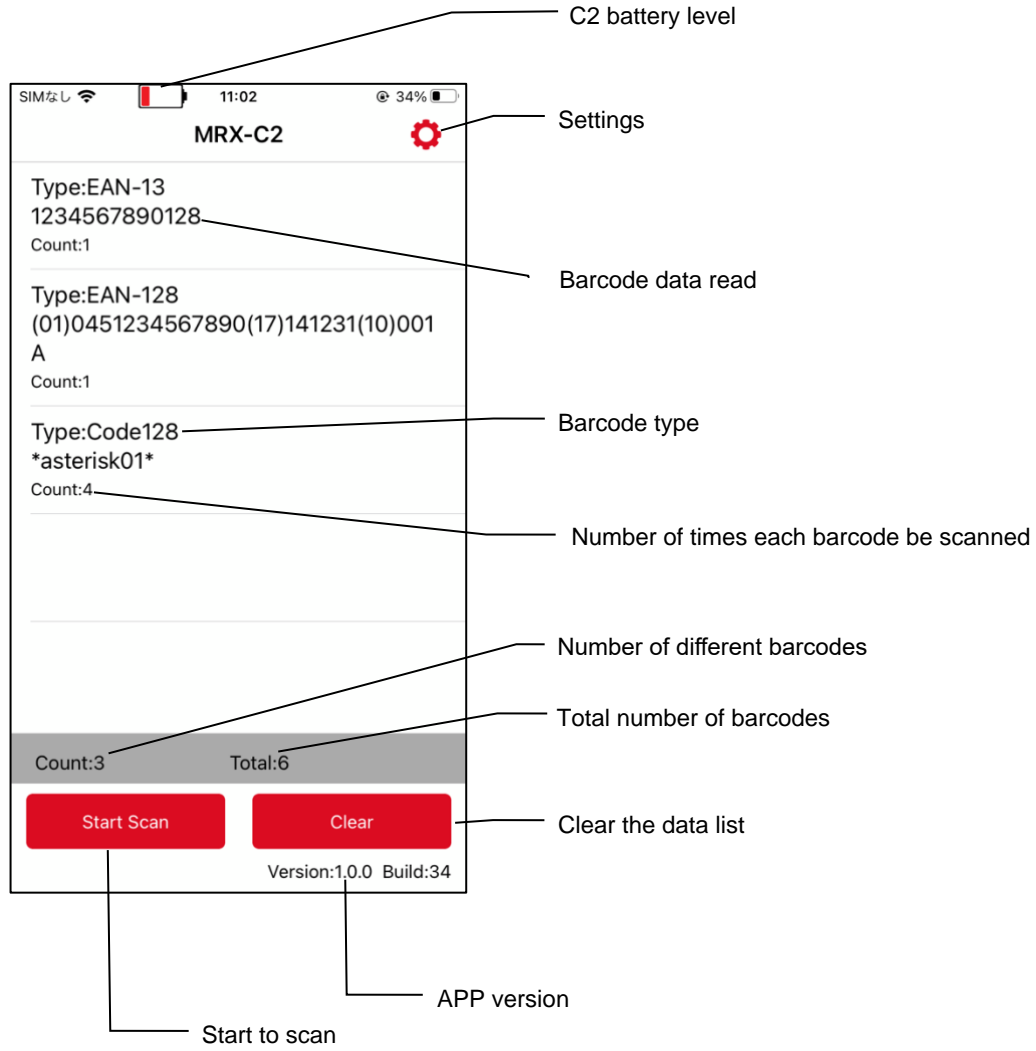 C2 battery level
SIMなし 11:02 34%
MRX-C2
Settings
Type:EAN-13
1234567890128
Count:1
Barcode data read
Type:EAN-128
(01)0451234567890(17)141231(10)001
A
Count:1
Type:Code128
Barcode type
*asterisk01*
Count:4
Number of times each barcode be scanned
Number of different barcodes
Total number of barcodes
Count:3 Total:6
Start Scan Clear
Clear the data list
Version:1.0.0 Build:34
APP version
Start to scan